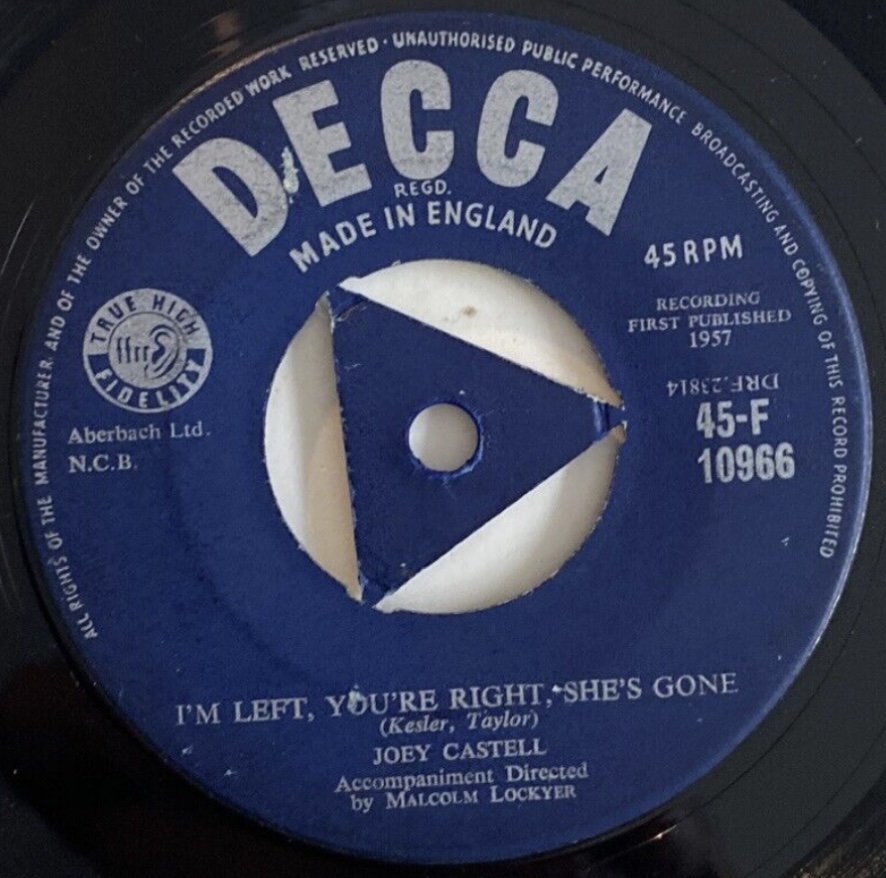 ALL RIGHTS OF THE MANUFACTURER. AND OF THE OWNER OF THE RECORDED WORK RESERVED · UNAUTHORISED PUBLIC PERFORMANCE BROADCASTING AND COPYING OF THIS RECORD PROHIBITED
DECCA
REGD.
MADE IN ENGLAND
45 RPM
TRUE HIGH
ffrr
FIDELITY
RECORDING
FIRST PUBLISHED
1957
DRF.23814
45-F
10966
Aberbach Ltd.
N.C.B.
I'M LEFT, YOU'RE RIGHT, SHE'S GONE
(Kesler, Taylor)
JOEY CASTELL
Accompaniment Directed
by MALCOLM LOCKYER